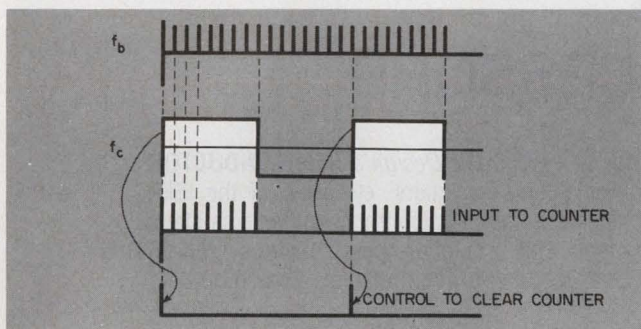 f_b
f_c
INPUT TO COUNTER
CONTROL TO CLEAR COUNTER